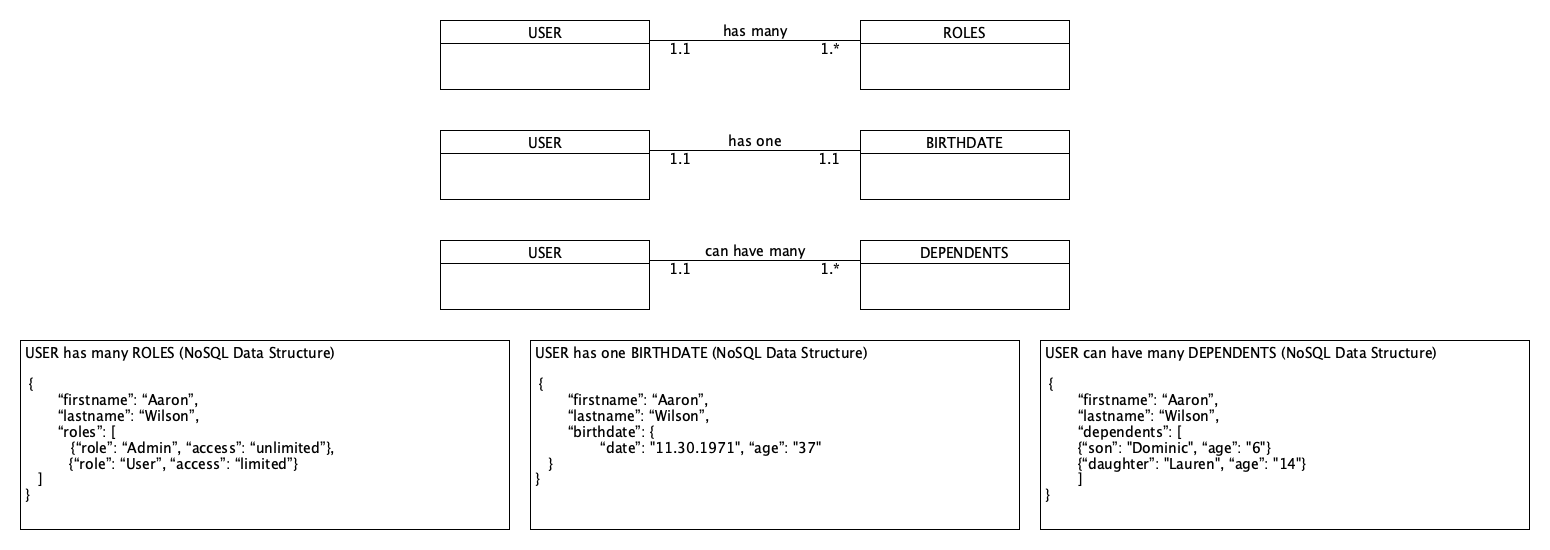 USER has many ROLES
1.1 1.*
USER has one BIRTHDATE
1.1 1.1
USER can have many DEPENDENTS
1.1 1.*
USER has many ROLES (NoSQL Data Structure)
{
“firstname”: “Aaron”,
“lastname”: “Wilson”,
“roles”: [
{“role”: “Admin”, “access”: “unlimited”},
{“role”: “User”, “access”: “limited”}
]
}
USER has one BIRTHDATE (NoSQL Data Structure)
{
“firstname”: “Aaron”,
“lastname”: “Wilson”,
“birthdate”: {
“date”: "11.30.1971", “age”: "37"
}
}
USER can have many DEPENDENTS (NoSQL Data Structure)
{
“firstname”: “Aaron”,
“lastname”: “Wilson”,
“dependents”: [
{“son”: "Dominic", “age”: "6"}
{“daughter”: "Lauren", “age”: "14"}
]
}